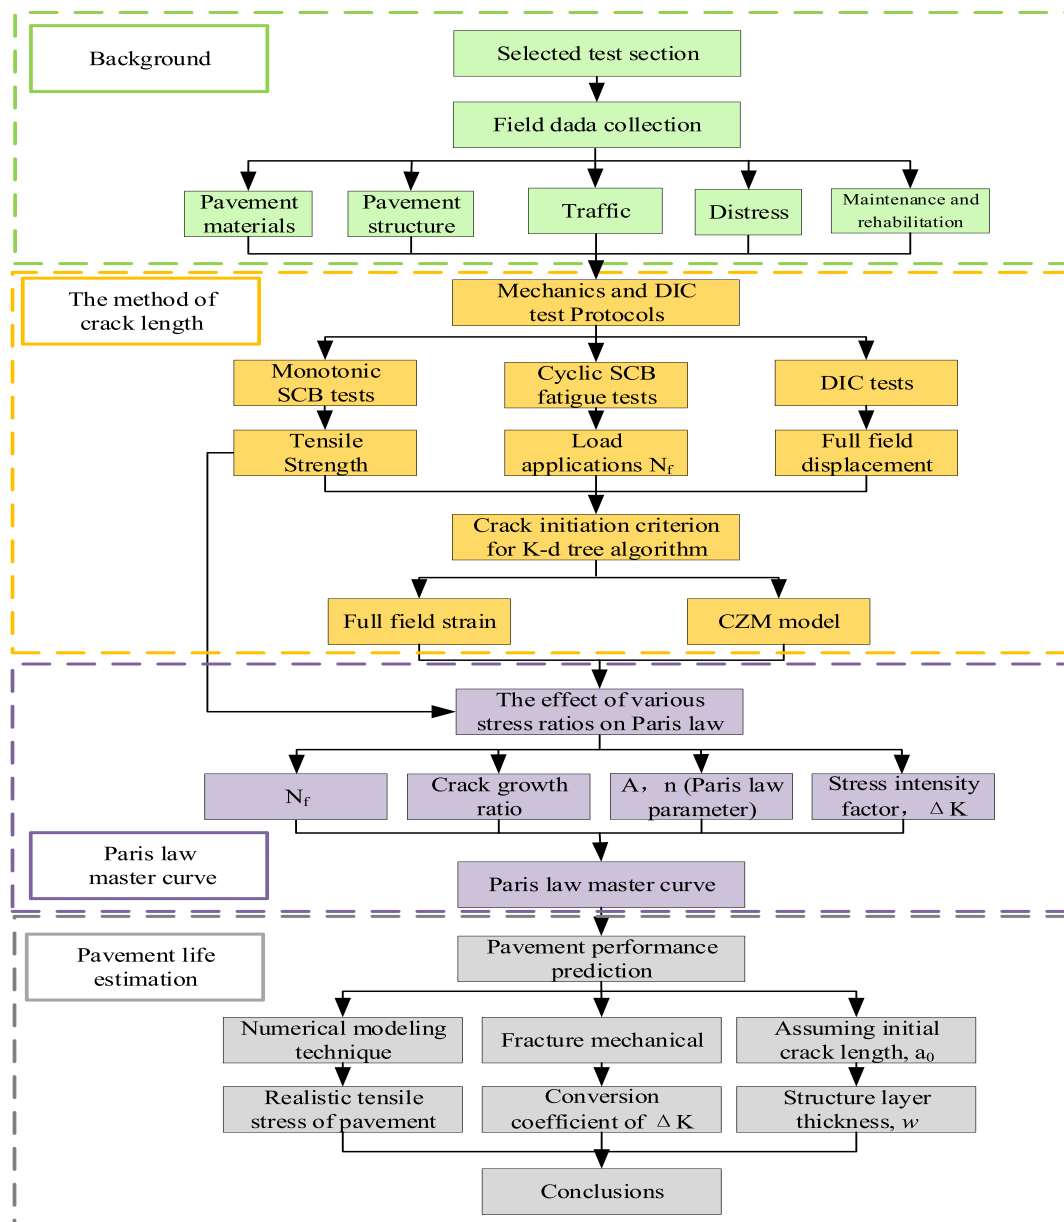 Background
Selected test section
Field dada collection
Pavement
materials
Pavement
structure
Traffic
Distress
Maintenance and
rehabilitation
The method of
crack length
Mechanics and DIC
test Protocols
Monotonic
SCB tests
Cyclic SCB
fatigue tests
DIC tests
Tensile
Strength
Load
applications N_f
Full field
displacement
Crack initiation criterion
for K-d tree algorithm
Full field strain
CZM model
The effect of various
stress ratios on Paris law
N_f
Crack growth
ratio
A，n (Paris law
parameter)
Stress intensity
factor，ΔK
Paris law
master curve
Paris law master curve
Pavement life
estimation
Pavement performance
prediction
Numerical modeling
technique
Fracture mechanical
Assuming initial
crack length, a₀
Realistic tensile
stress of pavement
Conversion
coefficient of ΔK
Structure layer
thickness, w
Conclusions